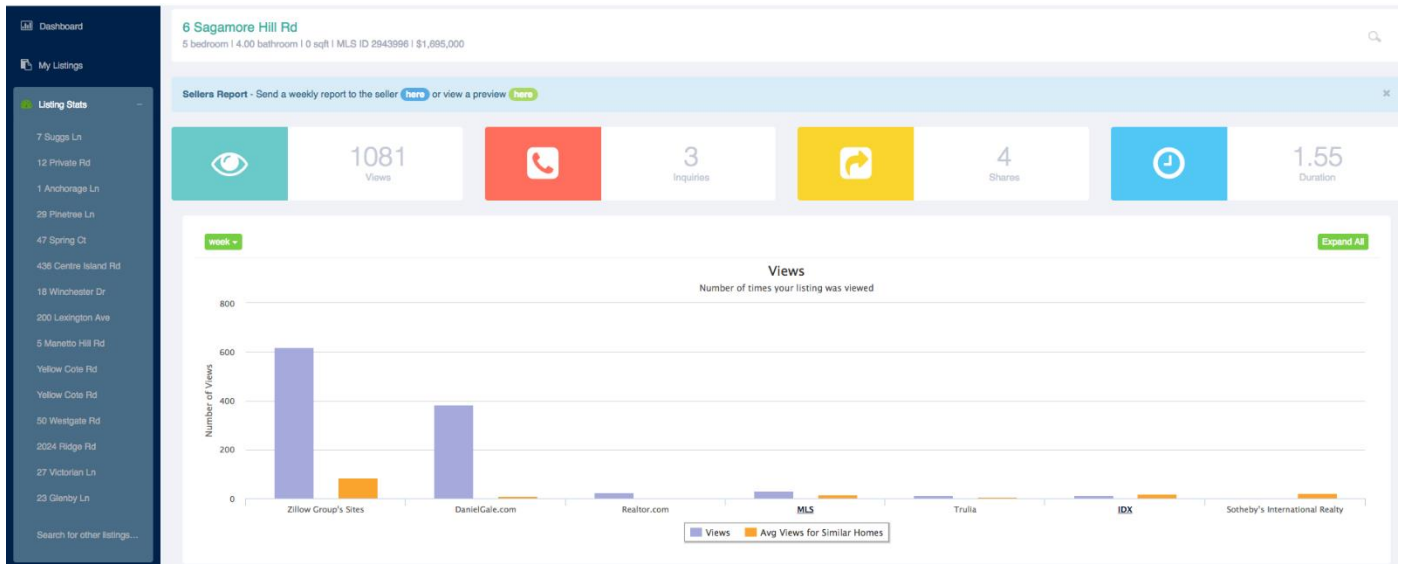 Dashboard
My Listings
Listing Stats
7 Suggs Ln
12 Private Rd
1 Anchorage Ln
29 Pinetree Ln
47 Spring Ct
436 Centre Island Rd
18 Winchester Dr
200 Lexington Ave
5 Manetto Hill Rd
Yellow Cote Rd
Yellow Cote Rd
50 Westgate Rd
2024 Ridge Rd
27 Victorian Ln
23 Glenby Ln
Search for other listings...
6 Sagamore Hill Rd
5 bedroom | 4.00 bathroom | 0 sqft | MLS ID 2943996 | $1,695,000
Sellers Report - Send a weekly report to the seller here or view a preview here
1081
Views
3
Inquiries
4
Shares
1.55
Duration
week
Expand All
Views
Number of times your listing was viewed
Number of Views
800
600
400
200
0
Zillow Group's Sites DanielGale.com Realtor.com MLS Trulia IDX Sotheby's International Realty
Views Avg Views for Similar Homes